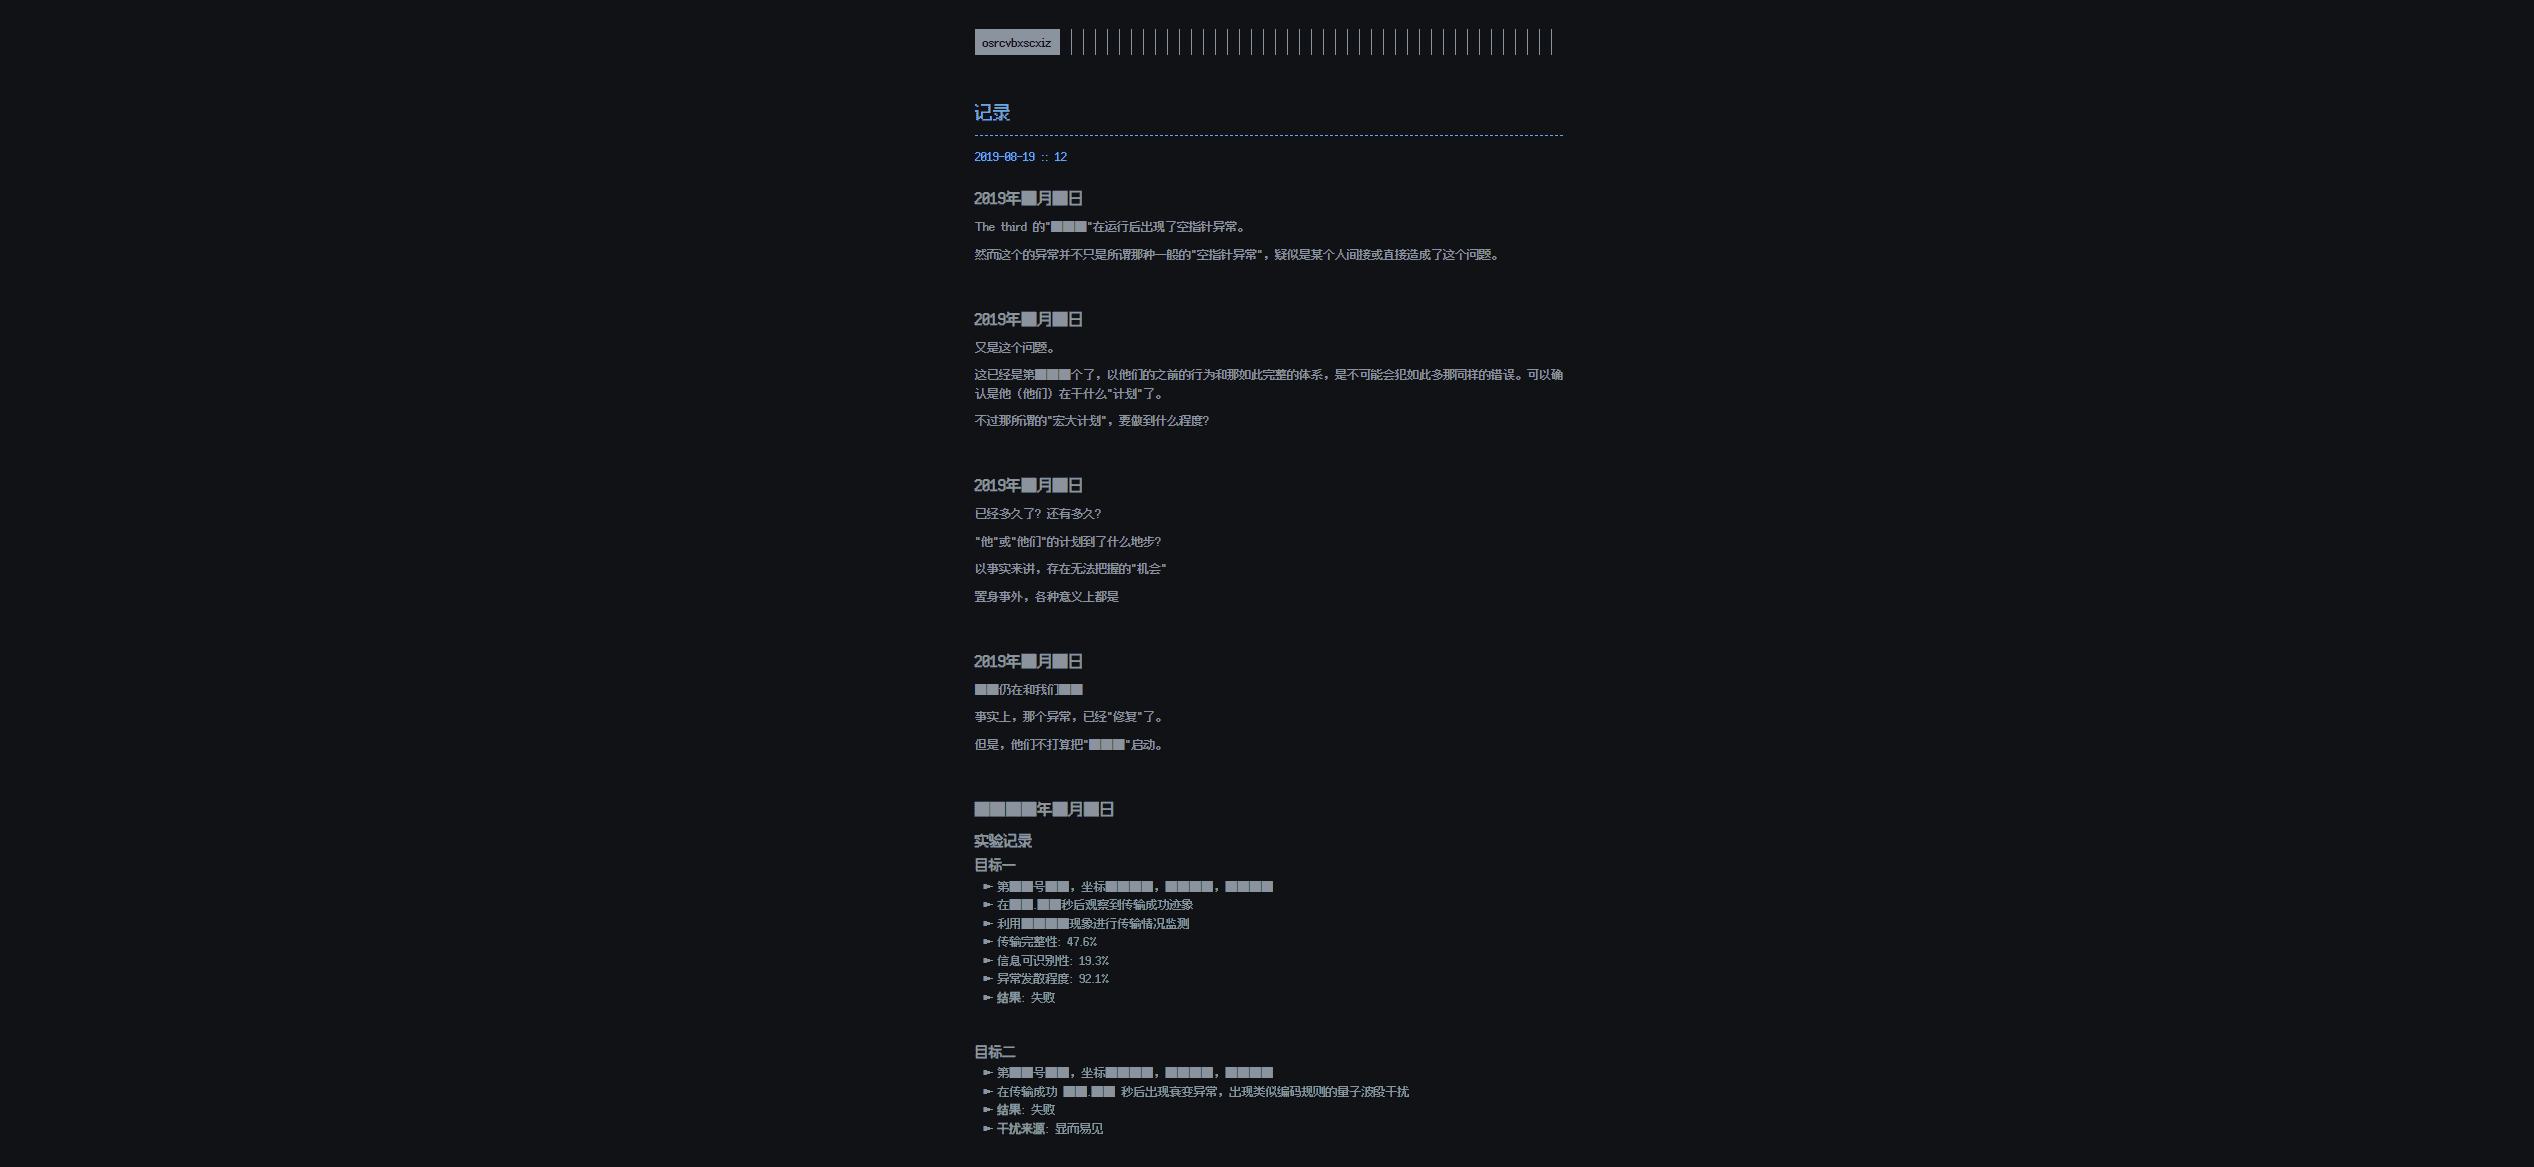 osrcvbxscxiz
记录
2019-08-19 :: 12
2019年█月█日
The third 的"███"在运行后出现了空指针异常。
然而这个的异常并不只是所谓那种一般的"空指针异常"，疑似是某个人间接或直接造成了这个问题。
2019年█月█日
又是这个问题。
这已经是第███个了，以他们的之前的行为和那如此完整的体系，是不可能会犯如此多那同样的错误。可以确
认是他（他们）在干什么"计划"了。
不过那所谓的"宏大计划"，要做到什么程度？
2019年█月█日
已经多久了？还有多久？
"他"或"他们"的计划到了什么地步？
以事实来讲，存在无法把握的"机会"
置身事外，各种意义上都是
2019年█月█日
██仍在和我们██
事实上，那个异常，已经"修复"了。
但是，他们不打算把"███"启动。
████年█月█日
实验记录
目标一
第██号██，坐标████，████，████
在██.██秒后观察到传输成功迹象
利用████现象进行传输情况监测
传输完整性: 47.6%
信息可识别性: 19.3%
异常发散程度: 92.1%
结果: 失败
目标二
第██号██，坐标████，████，████
在传输成功 ██.██ 秒后出现衰变异常，出现类似编码规则的量子波段干扰
结果: 失败
干扰来源: 显而易见